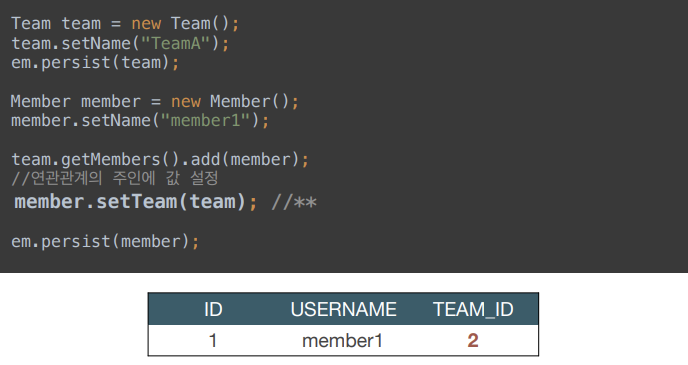 Team team = new Team();
team.setName("TeamA");
em.persist(team);
Member member = new Member();
member.setName("member1");
team.getMembers().add(member);
//연관관계의 주인에 값 설정
member.setTeam(team); //**
em.persist(member);
ID USERNAME TEAM_ID
1 member1 2